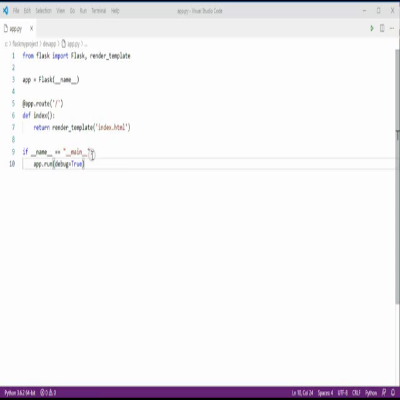 File Edit Selection View Go Run Terminal Help app.py - Visual Studio Code
app.py
C: > flaskmyproject > devapp > app.py > ...
1 from flask import Flask, render_template
2
3 app = Flask(__name__)
4
5 @app.route('/')
6 def index():
7 return render_template('index.html')
8
9 if __name__ == "__main__":
10 app.run(debug=True)
Python 3.6.2 64-bit 0 0 Ln 10, Col 24 Spaces: 4 UTF-8 CRLF Python